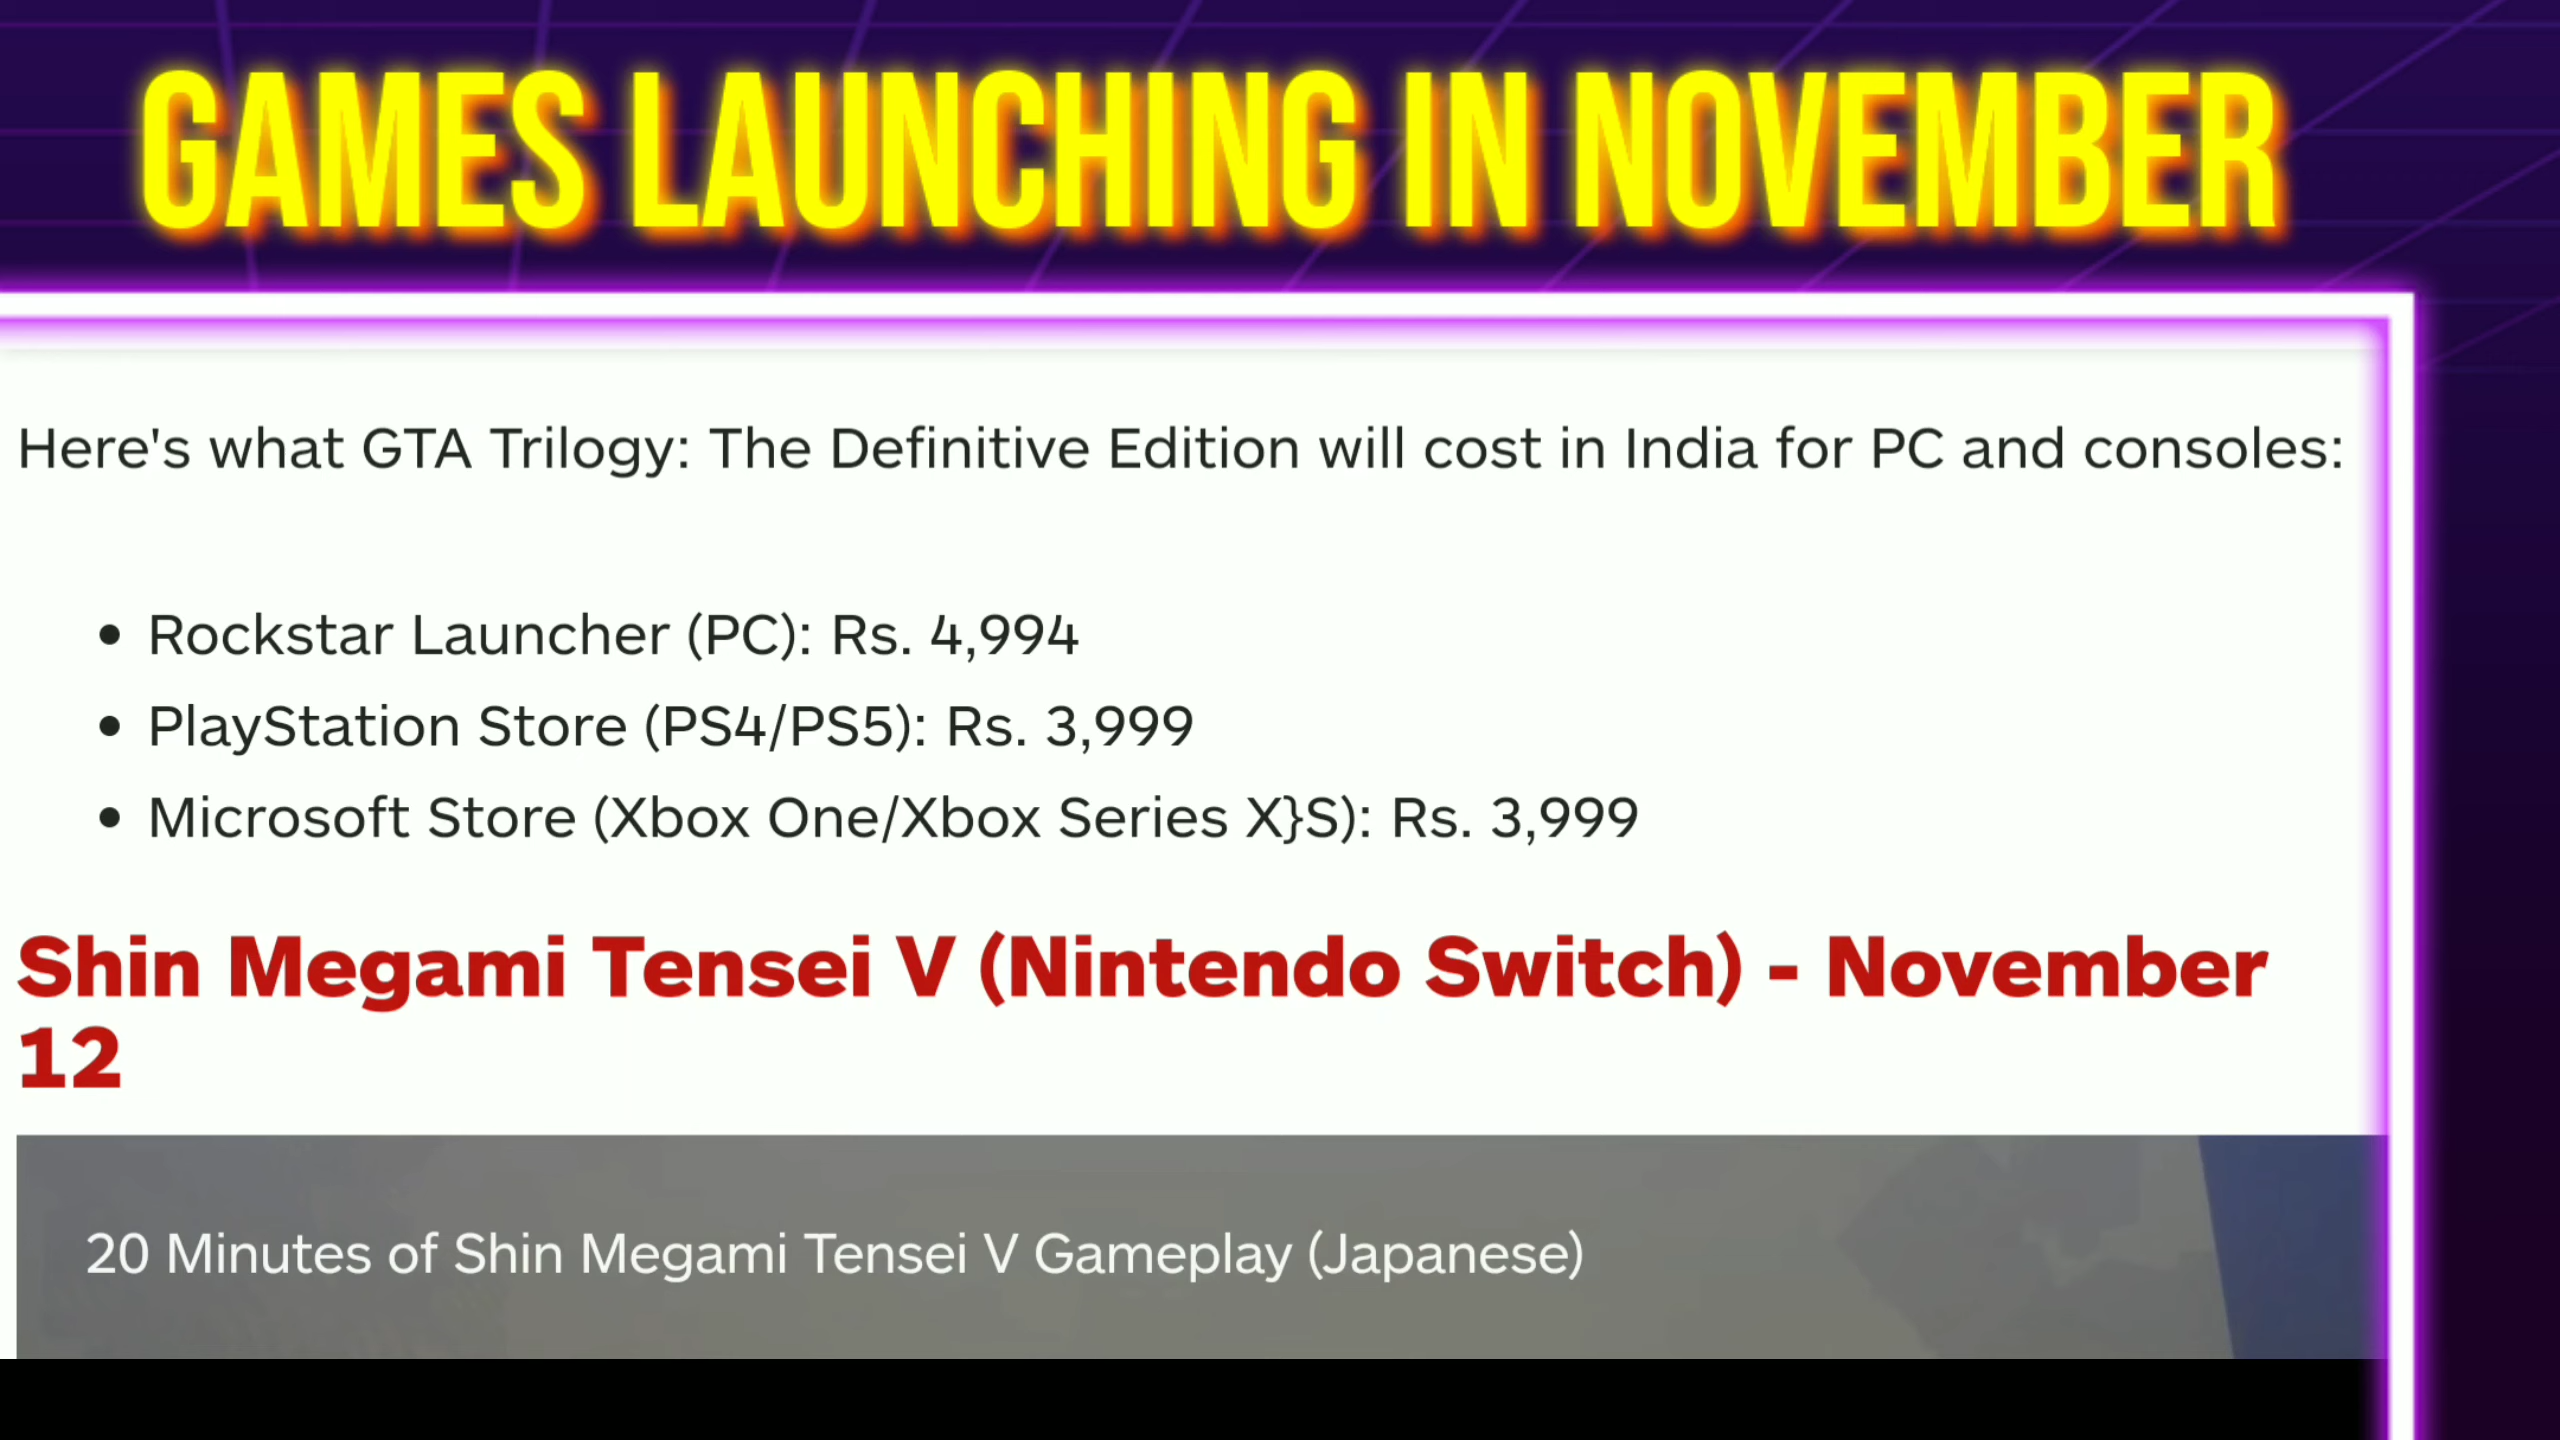 GAMES LAUNCHING IN NOVEMBER
Here's what GTA Trilogy: The Definitive Edition will cost in India for PC and consoles:
• Rockstar Launcher (PC): Rs. 4,994
• PlayStation Store (PS4/PS5): Rs. 3,999
• Microsoft Store (Xbox One/Xbox Series X}S): Rs. 3,999
Shin Megami Tensei V (Nintendo Switch) - November
12
20 Minutes of Shin Megami Tensei V Gameplay (Japanese)